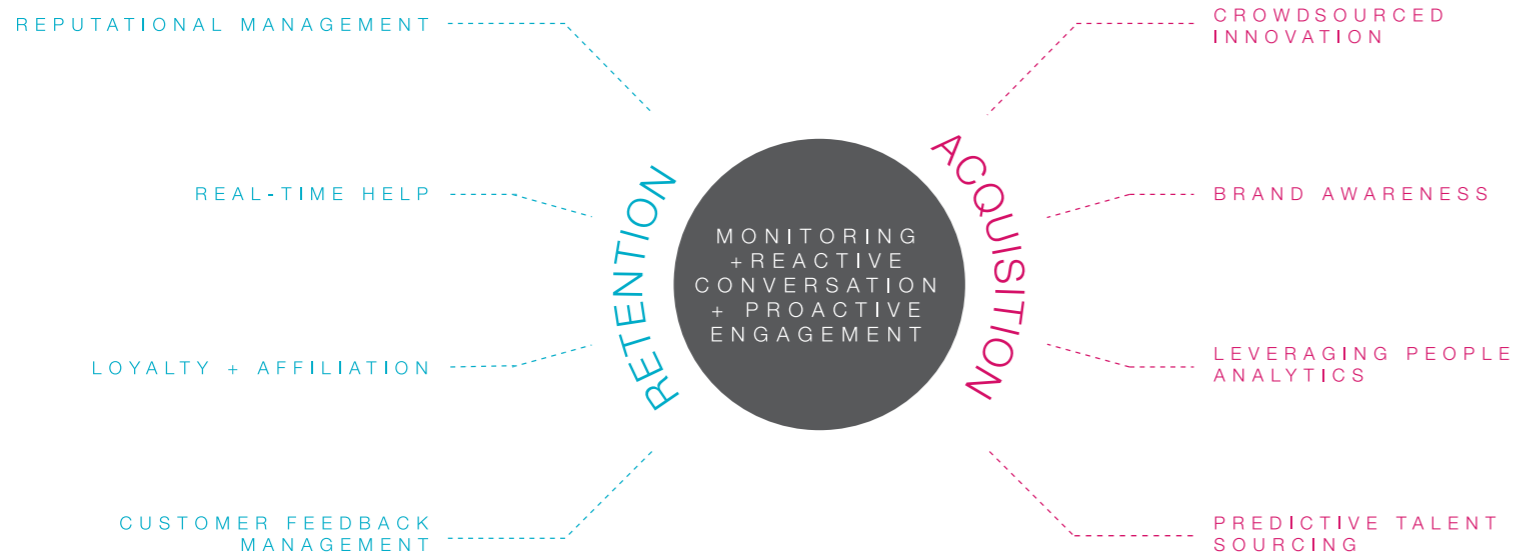 REPUTATIONAL MANAGEMENT
REAL-TIME HELP
LOYALTY + AFFILIATION
CUSTOMER FEEDBACK
MANAGEMENT
RETENTION
MONITORING
+REACTIVE
CONVERSATION
+ PROACTIVE
ENGAGEMENT
ACQUISITION
CROWDSOURCED
INNOVATION
BRAND AWARENESS
LEVERAGING PEOPLE
ANALYTICS
PREDICTIVE TALENT
SOURCING